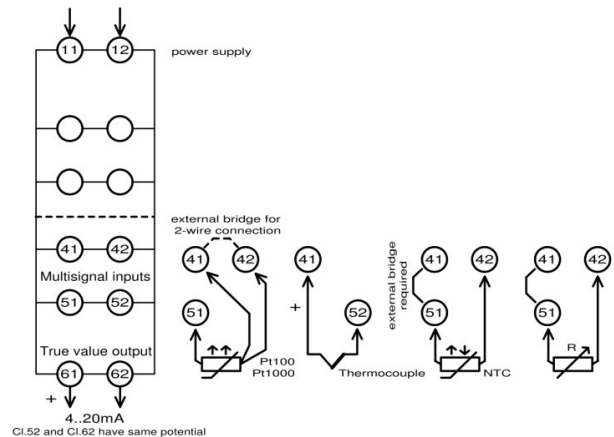 11 12 power supply
external bridge for
2-wire connection
41 42 41 42 41 41 42 42
Multisignal inputs
external bridge
required
51 52 51 + 52 51 51
True value output
Pt100
Pt1000
Thermocouple NTC R
61 62
+
4..20mA
Cl.52 and Cl.62 have same potential